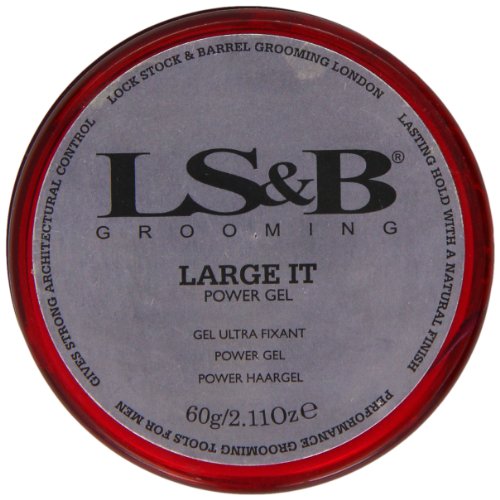 LOCK STOCK & BARREL GROOMING LONDON
LASTING HOLD WITH A NATURAL FINISH
PERFORMANCE GROOMING TOOLS FOR MEN
GIVES STRONG ARCHITECTURAL CONTROL
LS&B®
GROOMING
LARGE IT
POWER GEL
GEL ULTRA FIXANT
POWER GEL
POWER HAARGEL
60g/2.11Oz℮